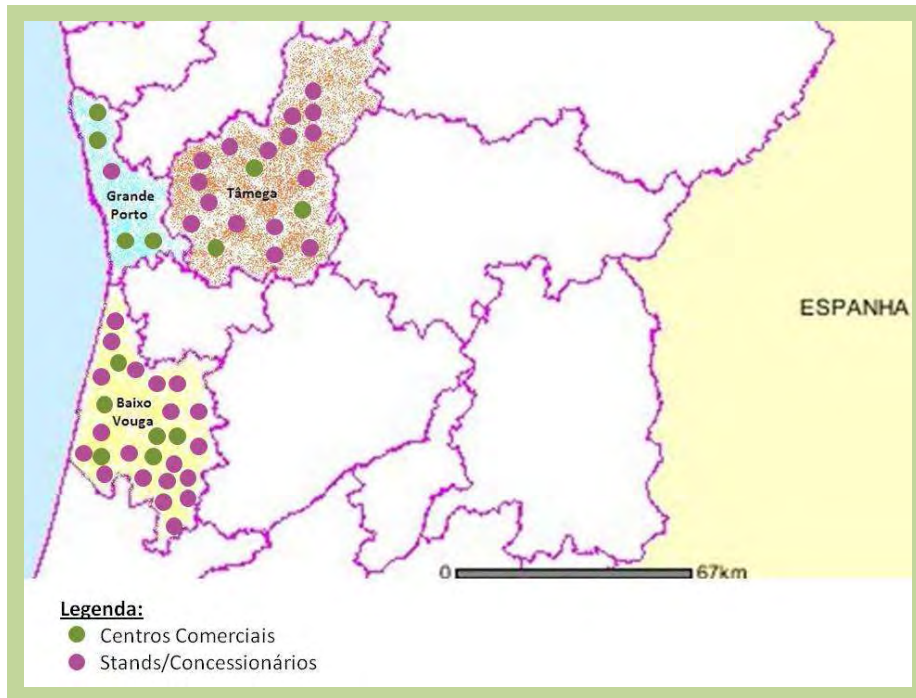 Tâmega
Grande
Porto
ESPANHA
Baixo
Vouga
0 67km
Legenda:
Centros Comerciais
Stands/Concessionários